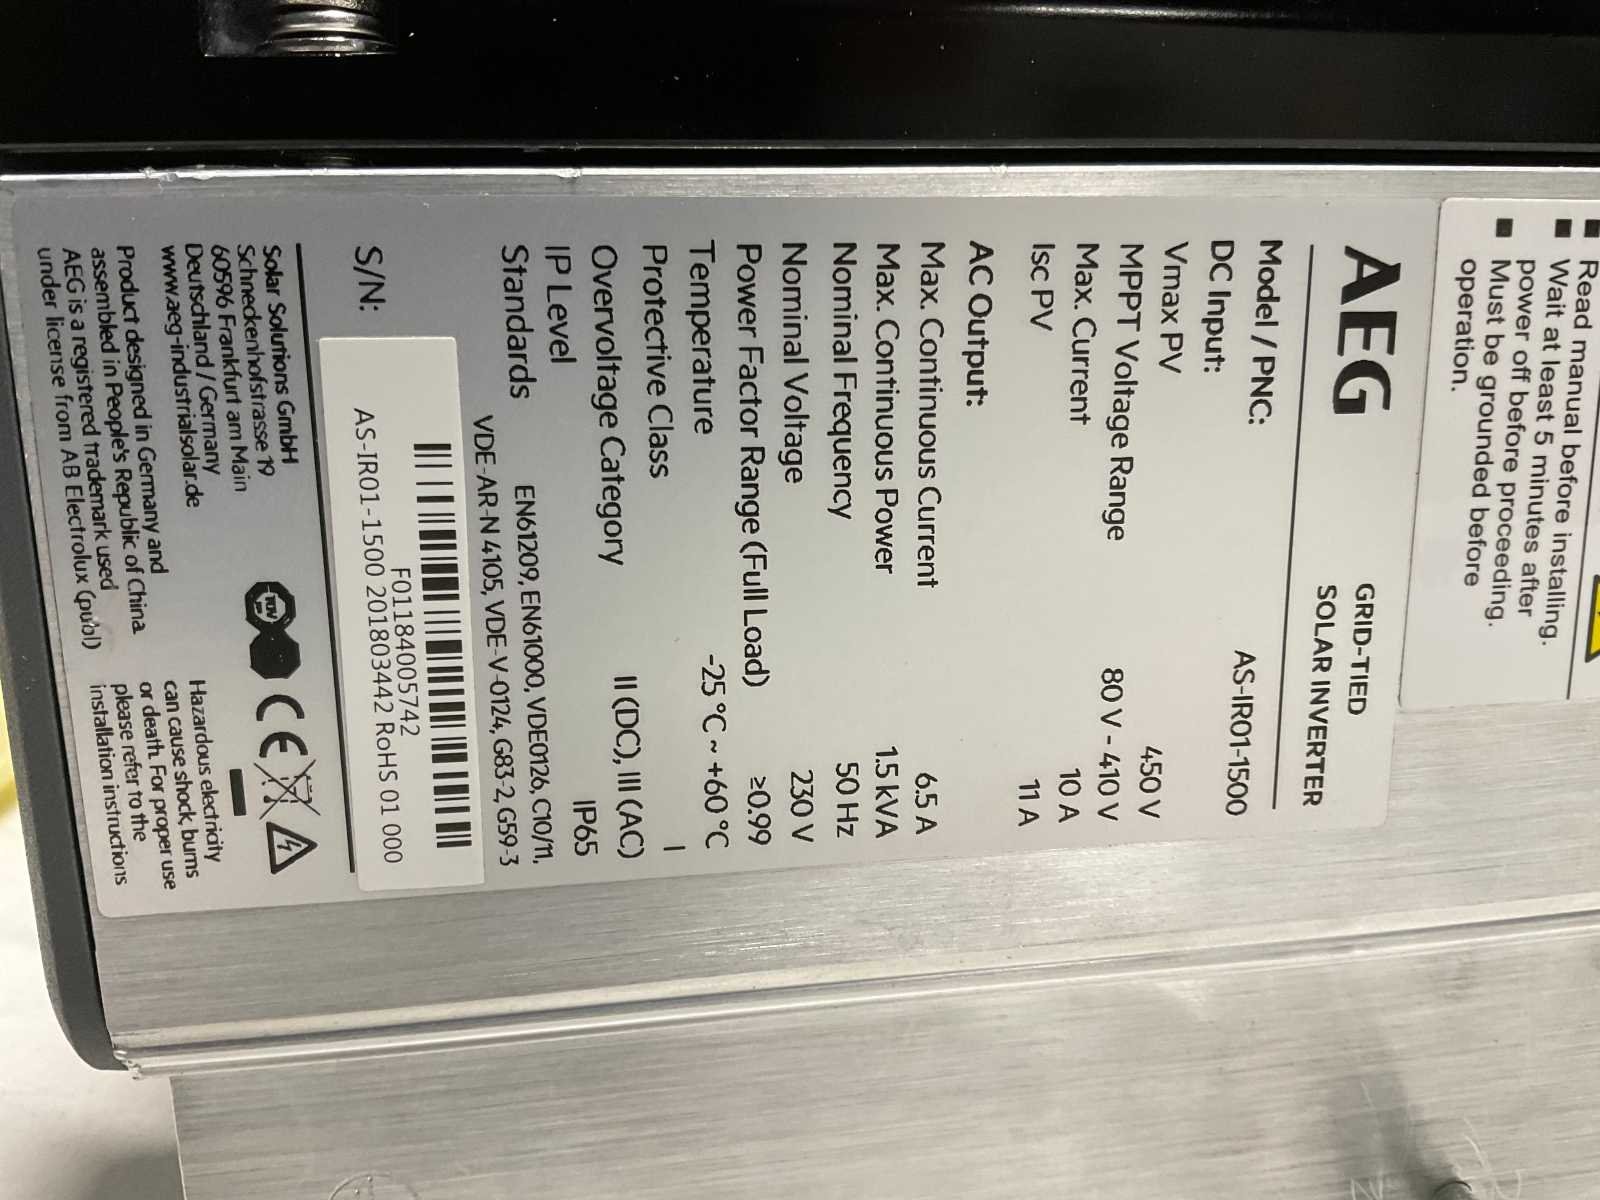 Read manual before installing.
Wait at least 5 minutes after
power off before proceeding.
Must be grounded before
operation.
AEG
GRID-TIED
SOLAR INVERTER
Model / PNC: AS-IR01-1500
DC Input:
Vmax PV 450 V
MPPT Voltage Range 80 V - 410 V
Max. Current 10 A
Isc PV 11 A
AC Output:
Max. Continuous Current 6.5 A
Max. Continuous Power 1.5 kVA
Nominal Frequency 50 Hz
Nominal Voltage 230 V
Power Factor Range (Full Load) ≥0.99
Temperature -25 °C ~ +60 °C
Protective Class I
Overvoltage Category II (DC), III (AC)
IP Level IP65
Standards EN61209, EN61000, VDE0126, C10/11,
VDE-AR-N 4105, VDE-V-0124, G83-2, G59-3
S/N:
F01184005742
AS-IR01-1500 201803442 RoHS 01 000
Solar Solutions GmbH
Schneckenhofstrasse 19
60596 Frankfurt am Main
Deutschland / Germany
www.aeg-industrialsolar.de
Product designed in Germany and
assembled in People's Republic of China.
AEG is a registered trademark used
under license from AB Electrolux (publ)
TÜV
CE
Hazardous electricity
can cause shock, burns
or death. For proper use
please refer to the
installation instructions